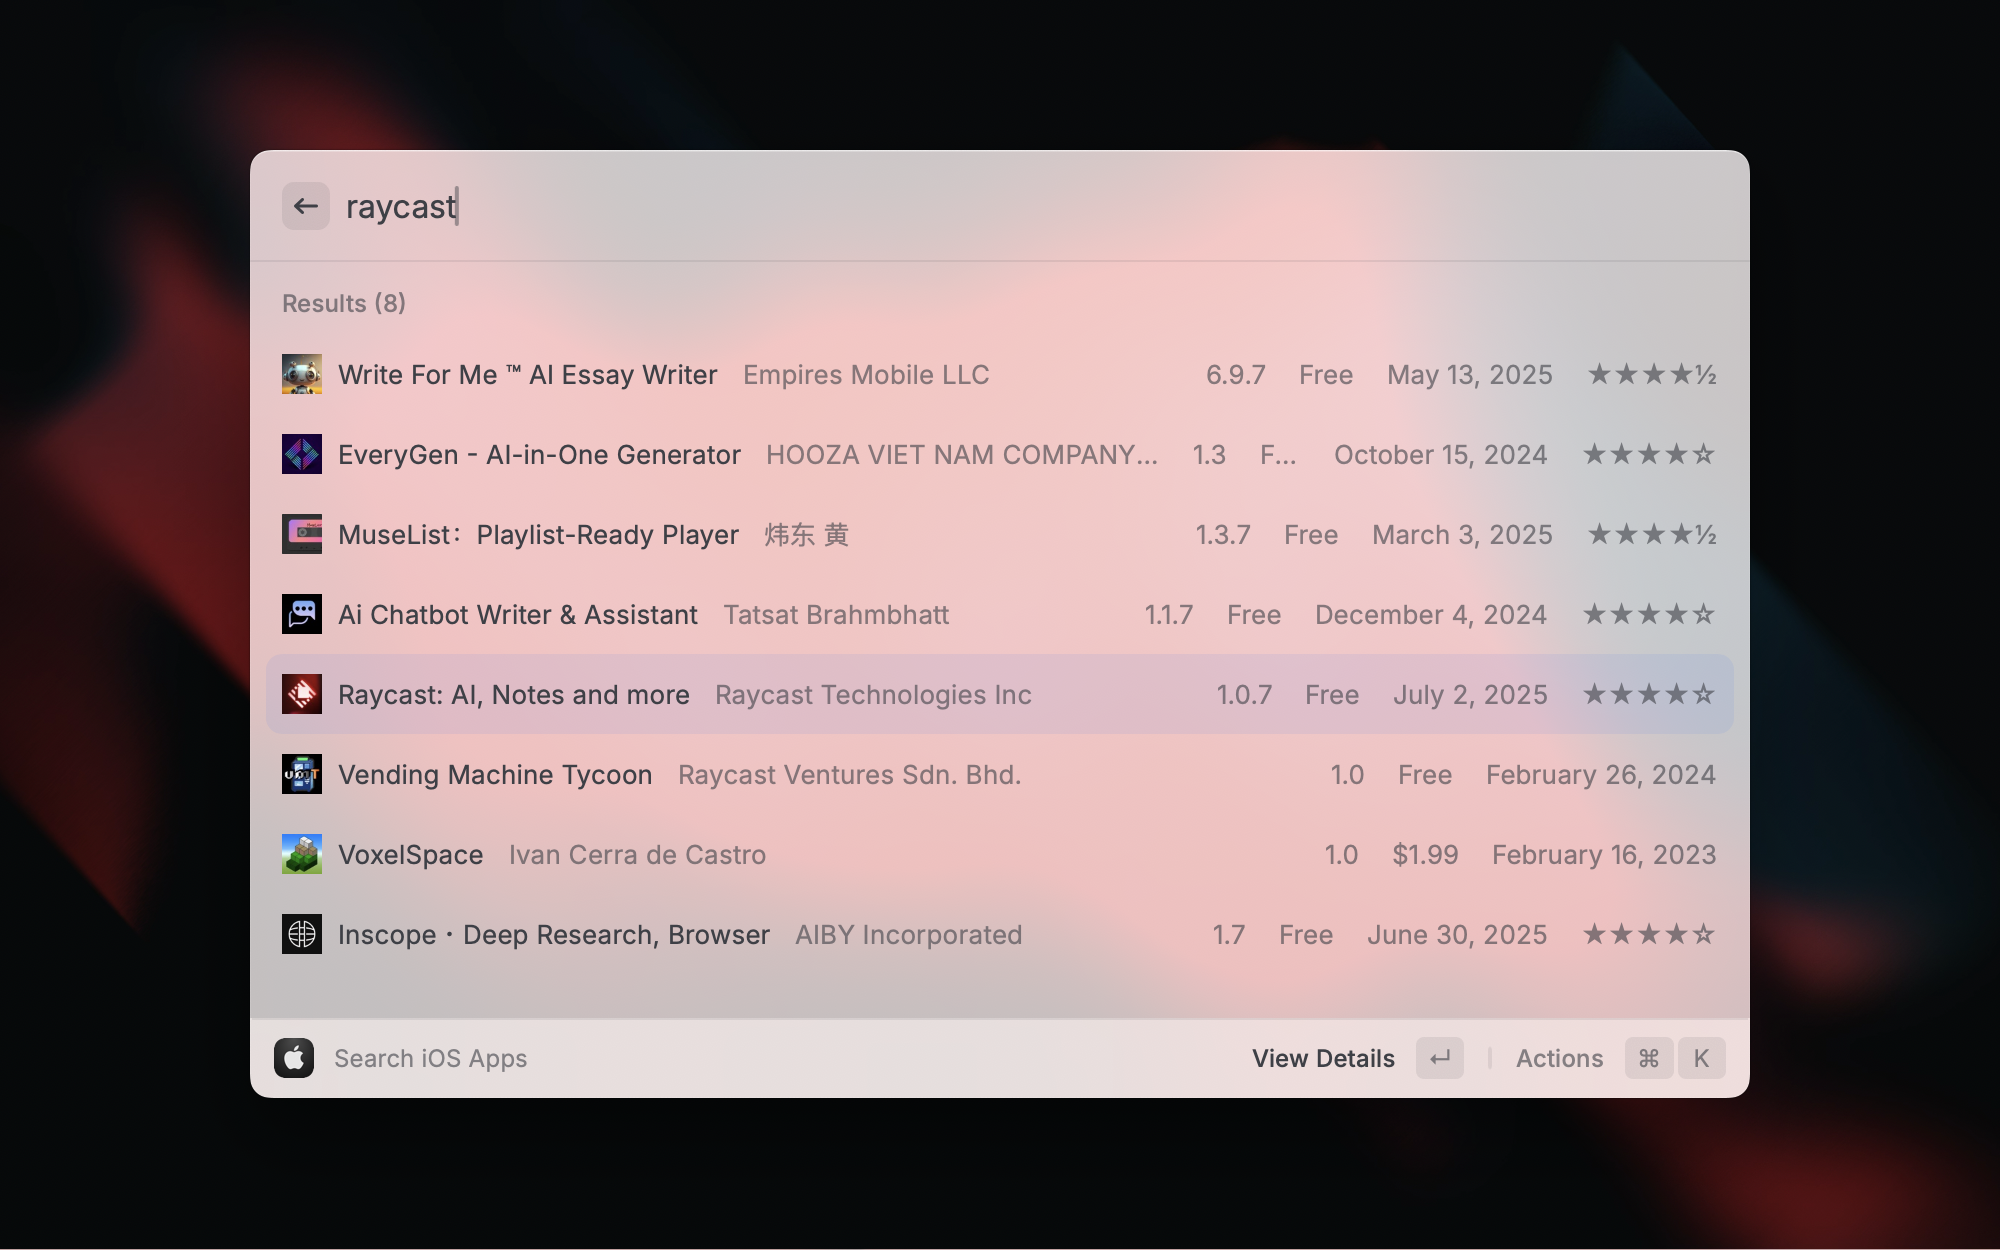 raycast
Results (8)
Write For Me ™ AI Essay Writer Empires Mobile LLC 6.9.7 Free May 13, 2025 ★★★★½
EveryGen - AI-in-One Generator HOOZA VIET NAM COMPANY... 1.3 F... October 15, 2024 ★★★★☆
MuseList：Playlist-Ready Player 炜东 黄 1.3.7 Free March 3, 2025 ★★★★½
Ai Chatbot Writer & Assistant Tatsat Brahmbhatt 1.1.7 Free December 4, 2024 ★★★★☆
Raycast: AI, Notes and more Raycast Technologies Inc 1.0.7 Free July 2, 2025 ★★★★☆
Vending Machine Tycoon Raycast Ventures Sdn. Bhd. 1.0 Free February 26, 2024
VoxelSpace Ivan Cerra de Castro 1.0 $1.99 February 16, 2023
Inscope · Deep Research, Browser AIBY Incorporated 1.7 Free June 30, 2025 ★★★★☆
Search iOS Apps View Details ↵ Actions ⌘ K